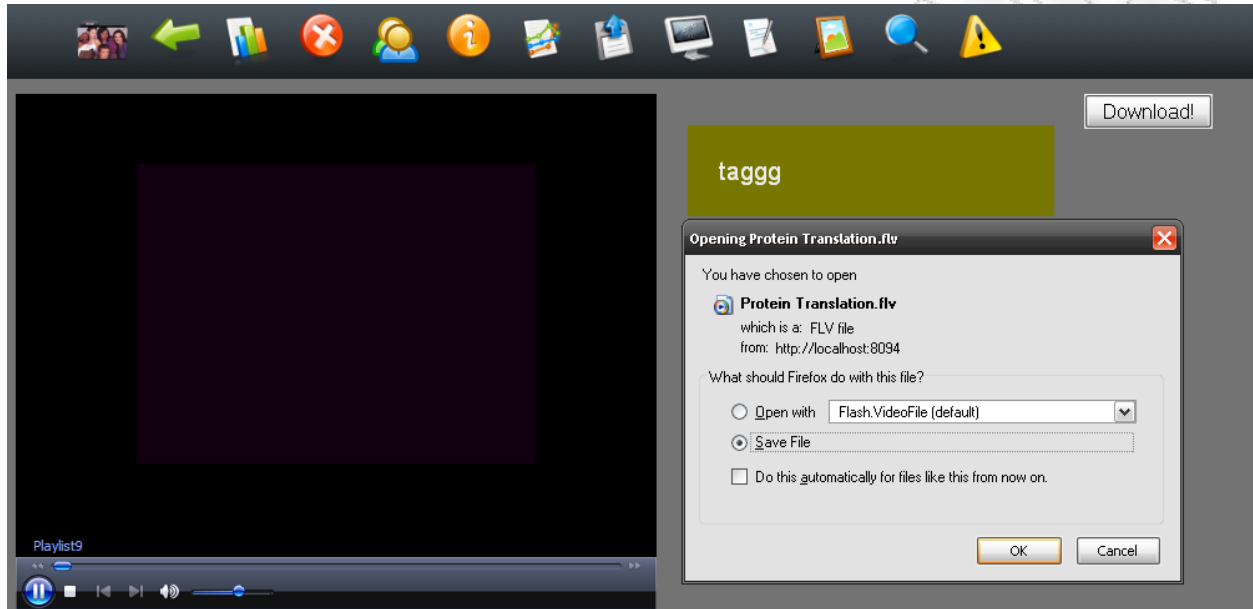 Download!
taggg
Opening Protein Translation.flv
You have chosen to open
Protein Translation.flv
which is a: FLV file
from: http://localhost:8094
What should Firefox do with this file?
Open with Flash.VideoFile (default)
Save File
Do this automatically for files like this from now on.
OK Cancel
Playlist9